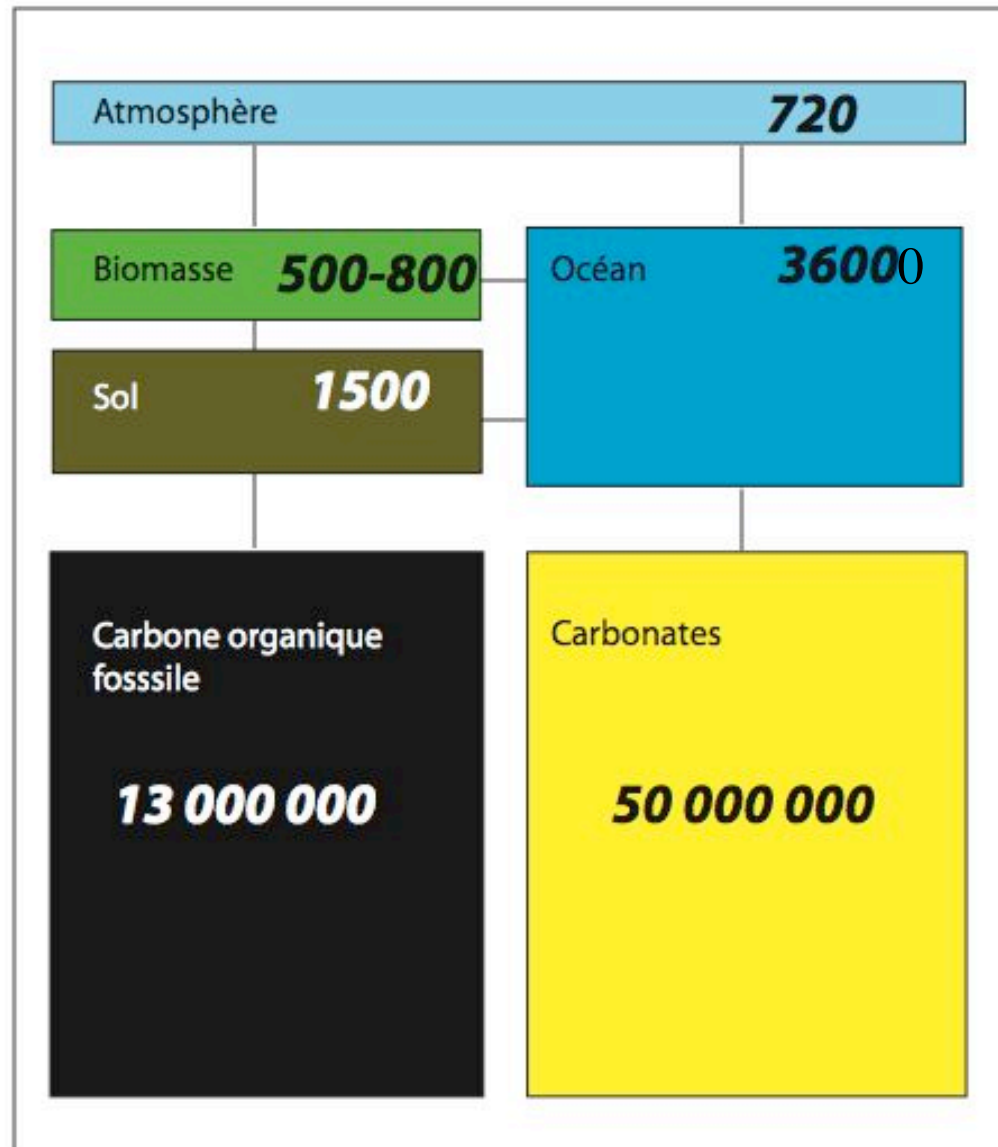 Atmosphère 720
Biomasse 500-800
Océan 36000
Sol 1500
Carbone organique
fosssile
13 000 000
Carbonates
50 000 000